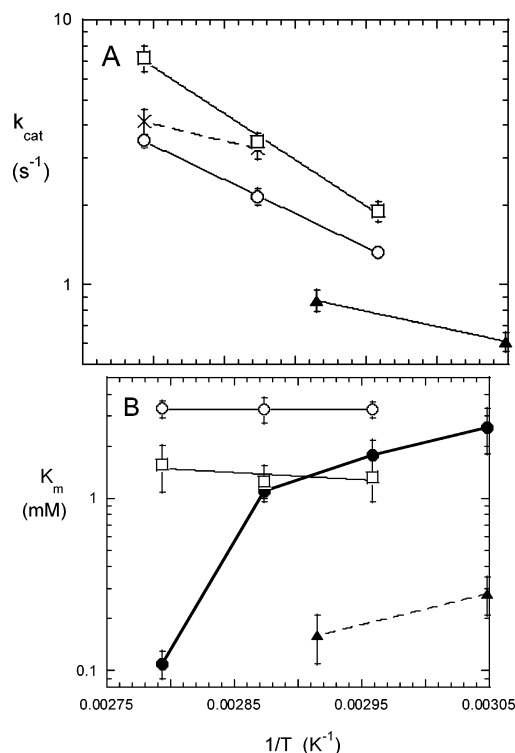 10
A
k cat
(s⁻¹)
1
B
K m
1
(mM)
0.1
0.00275
0.00285
0.00295
0.00305
1/T (K⁻¹)